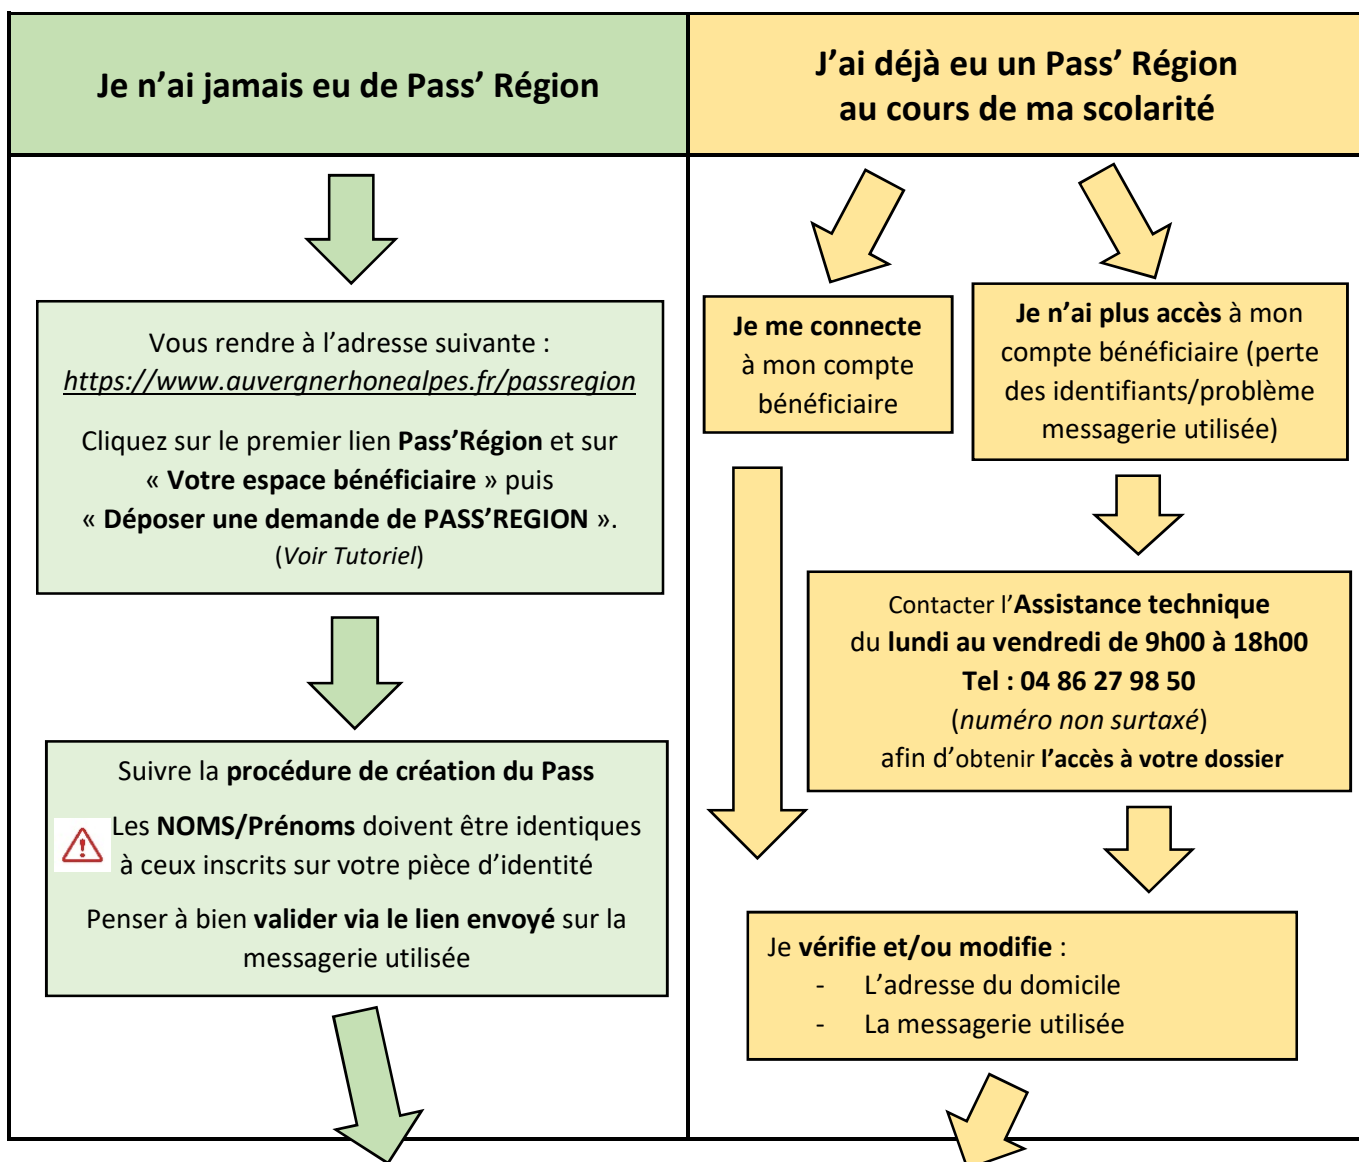 Je n’ai jamais eu de Pass’ Région
J’ai déjà eu un Pass’ Région
au cours de ma scolarité
Vous rendre à l’adresse suivante :
https://www.auvergnerhonealpes.fr/passregion
Cliquez sur le premier lien Pass’Région et sur
« Votre espace bénéficiaire » puis
« Déposer une demande de PASS’REGION ».
(Voir Tutoriel)
Suivre la procédure de création du Pass
Les NOMS/Prénoms doivent être identiques
à ceux inscrits sur votre pièce d’identité
Penser à bien valider via le lien envoyé sur la
messagerie utilisée
Je me connecte
à mon compte
bénéficiaire
Je n’ai plus accès à mon
compte bénéficiaire (perte
des identifiants/problème
messagerie utilisée)
Contacter l’Assistance technique
du lundi au vendredi de 9h00 à 18h00
Tel : 04 86 27 98 50
(numéro non surtaxé)
afin d’obtenir l’accès à votre dossier
Je vérifie et/ou modifie :
- L’adresse du domicile
- La messagerie utilisée